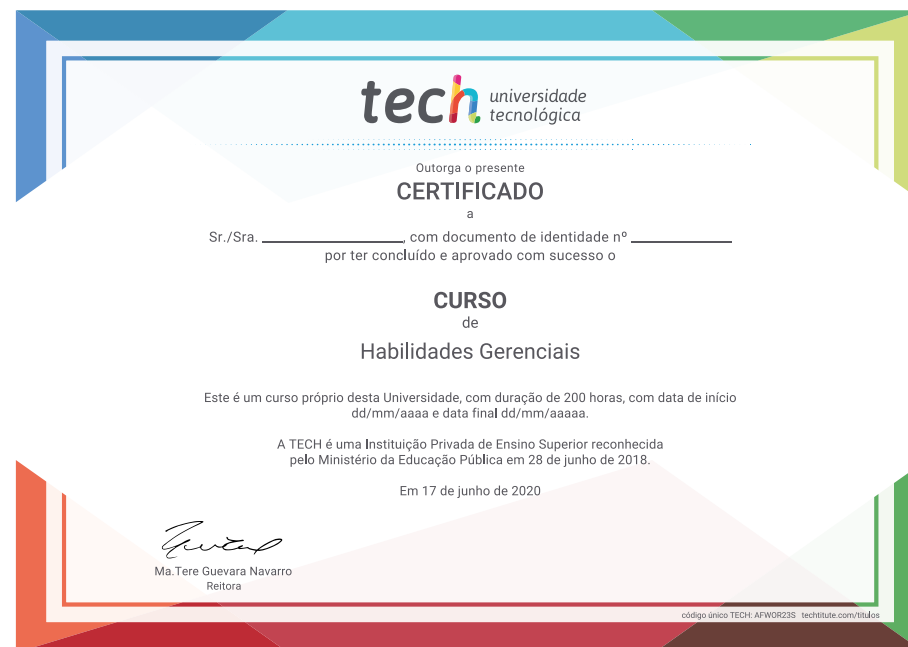 tech universidade
tecnológica
Outorga o presente
CERTIFICADO
a
Sr./Sra. ____________, com documento de identidade nº ____________
por ter concluído e aprovado com sucesso o
CURSO
de
Habilidades Gerenciais
Este é um curso próprio desta Universidade, com duração de 200 horas, com data de início
dd/mm/aaaa e data final dd/mm/aaaaa.
A TECH é uma Instituição Privada de Ensino Superior reconhecida
pelo Ministério da Educação Pública em 28 de junho de 2018.
Em 17 de junho de 2020
Ma.Tere Guevara Navarro
Reitora
código único TECH: AFWOR23S techtitute.com/titulos